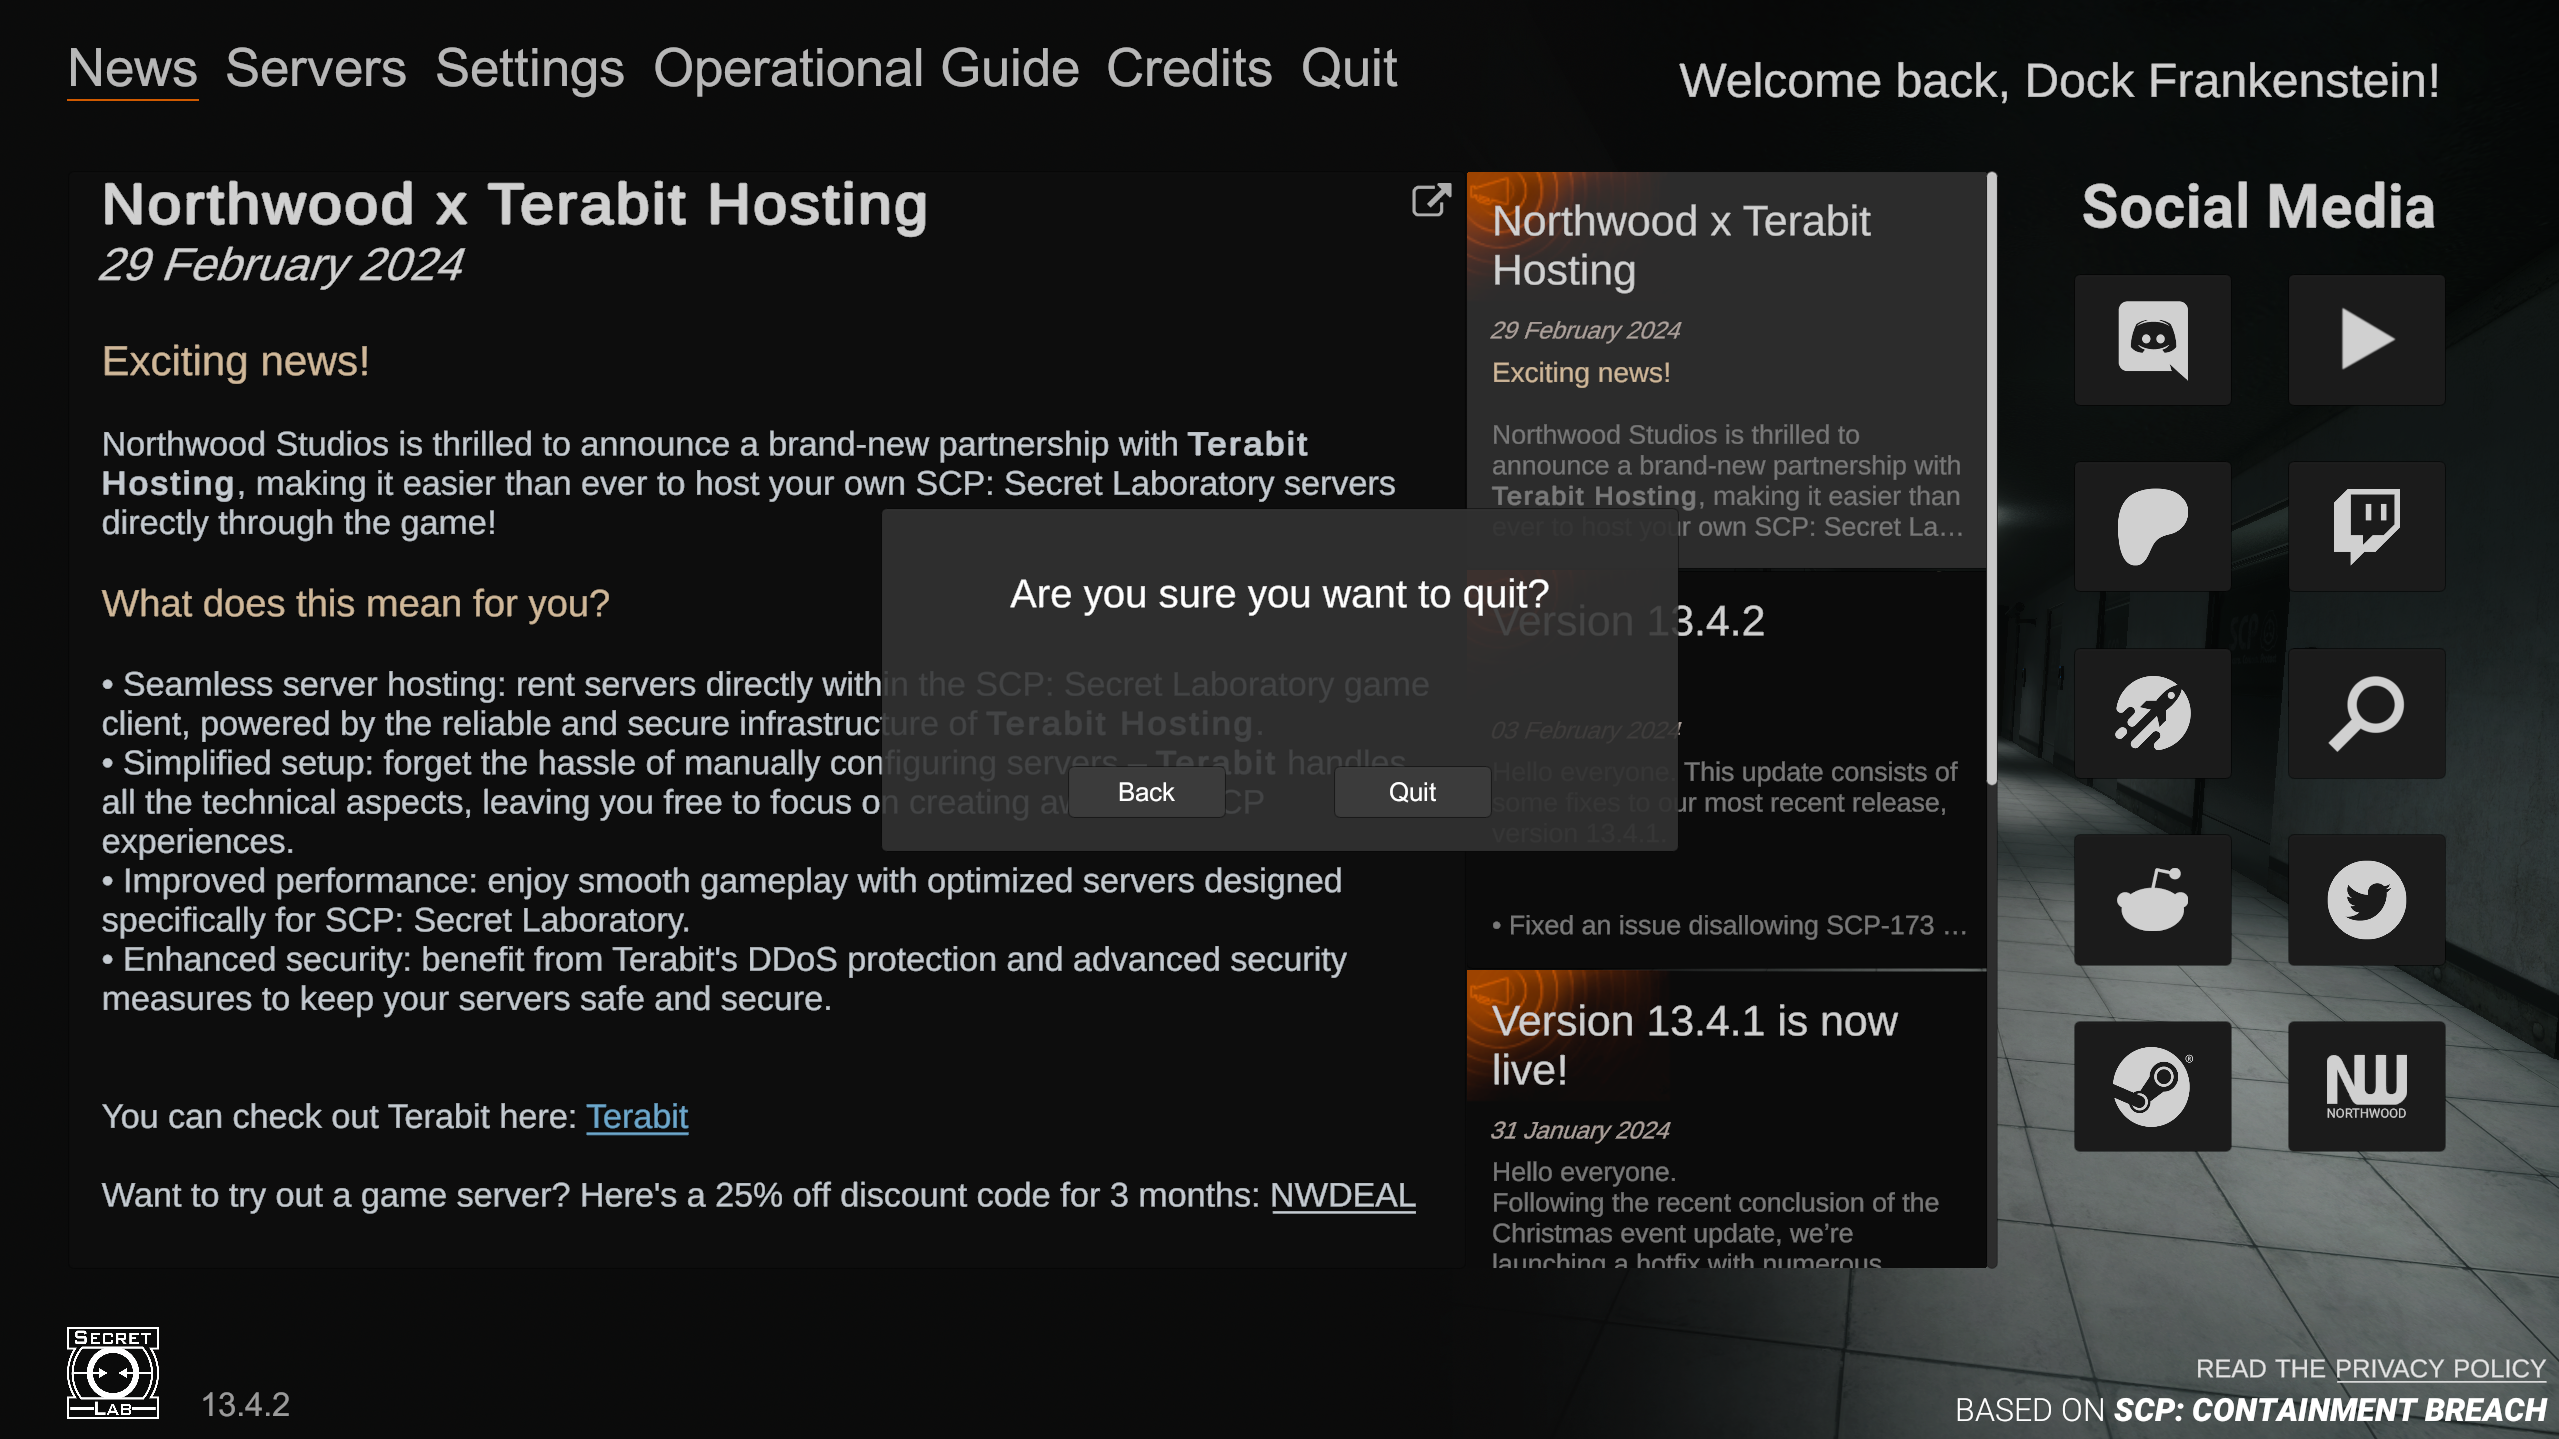 News Servers Settings Operational Guide Credits Quit
Welcome back, Dock Frankenstein!
Northwood x Terabit Hosting
29 February 2024
Exciting news!
Northwood Studios is thrilled to announce a brand-new partnership with Terabit
Hosting, making it easier than ever to host your own SCP: Secret Laboratory servers
directly through the game!
What does this mean for you?
• Seamless server hosting: rent servers directly within the SCP: Secret Laboratory game
client, powered by the reliable and secure infrastructure of Terabit Hosting.
• Simplified setup: forget the hassle of manually configuring servers – Terabit handles
all the technical aspects, leaving you free to focus on creating CP
experiences.
• Improved performance: enjoy smooth gameplay with optimized servers designed
specifically for SCP: Secret Laboratory.
• Enhanced security: benefit from Terabit's DDoS protection and advanced security
measures to keep your servers safe and secure.
You can check out Terabit here: Terabit
Want to try out a game server? Here's a 25% off discount code for 3 months: NWDEAL
Are you sure you want to quit?
Back
Quit
Northwood x Terabit
Hosting
29 February 2024
Exciting news!
Northwood Studios is thrilled to
announce a brand-new partnership with
Terabit Hosting, making it easier than
ever to host your own SCP: Secret La...
Version 13.4.2
03 February 2024
Hello everyone. This update consists of
some fixes to our most recent release,
version 13.4.1.
• Fixed an issue disallowing SCP-173 ...
Version 13.4.1 is now
live!
31 January 2024
Hello everyone.
Following the recent conclusion of the
Christmas event update, we’re
launching a hotfix with numerous
Social Media
NW
NORTHWOOD
SECRET
LAB
13.4.2
READ THE PRIVACY POLICY
BASED ON SCP: CONTAINMENT BREACH